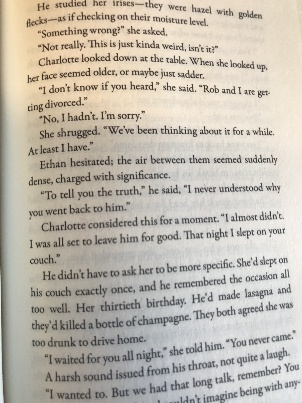 He studied her irises—they were hazel with golden
flecks—as if checking on their moisture level.
"Something wrong?" she asked.
"Not really. This is just kinda weird, isn't it?"
Charlotte looked down at the table. When she looked up,
her face seemed older, or maybe just sadder.
"I don't know if you heard," she said. "Rob and I are get-
ting divorced."
"No, I hadn't. I'm sorry."
She shrugged. "We've been thinking about it for a while.
At least I have."
Ethan hesitated; the air between them seemed suddenly
dense, charged with significance.
"To tell you the truth," he said, "I never understood why
you went back to him."
Charlotte considered this for a moment. "I almost didn't.
I was all set to leave him for good. That night I slept on your
couch."
He didn't have to ask her to be more specific. She'd slept on
his couch exactly once, and he remembered the occasion all
too well. Her thirtieth birthday. He'd made lasagna and
they'd killed a bottle of champagne. They both agreed she was
too drunk to drive home.
"I waited for you all night," she told him. "You never came."
A harsh sound issued from his throat, not quite a laugh.
"I wanted to. But we had that long talk, remember? You
imagine being with any-